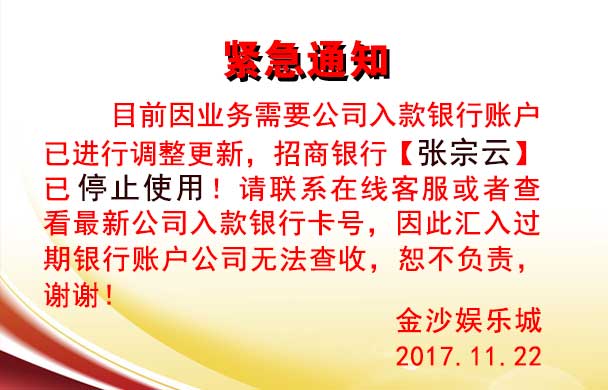 紧急通知
目前因业务需要公司入款银行账户
已进行调整更新，招商银行【张宗云】
已停止使用！请联系在线客服或者查
看最新公司入款银行卡号，因此汇入过
期银行账户公司无法查收，恕不负责，
谢谢！
金沙娱乐城
2017.11.22